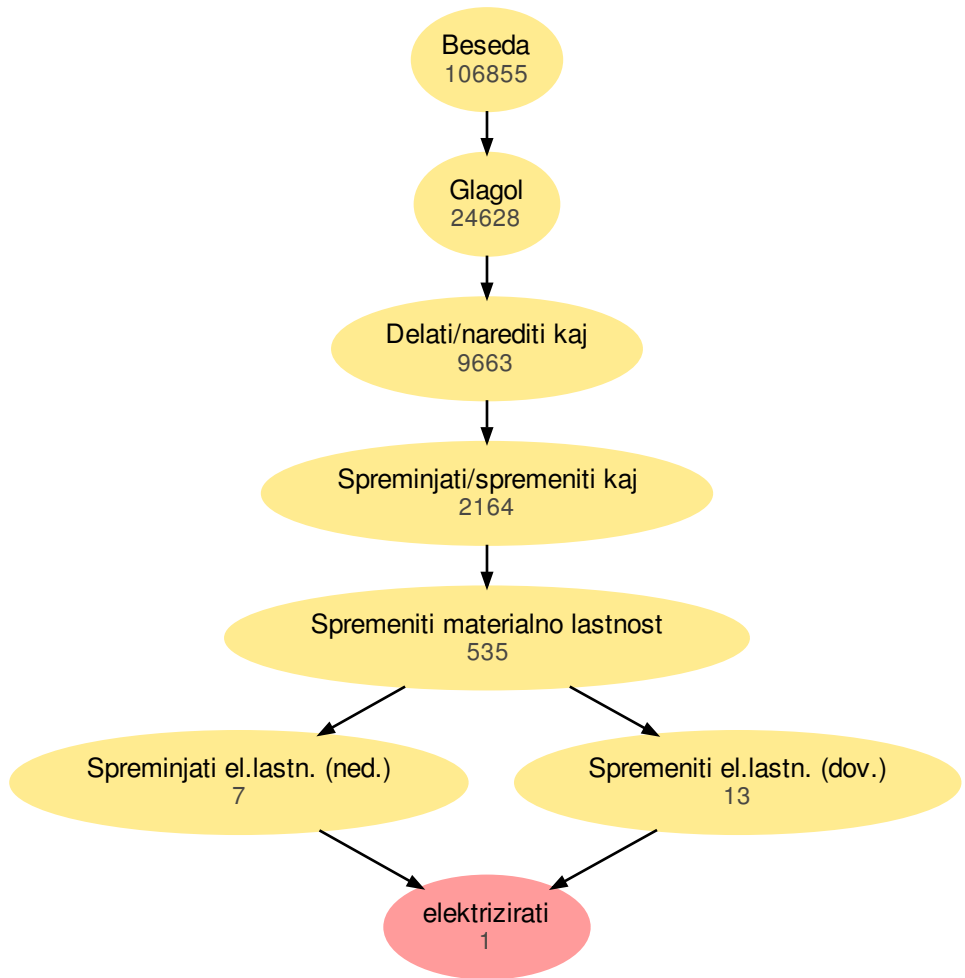 Beseda
106855
Glagol
24628
Delati/narediti kaj
9663
Spreminjati/spremeniti kaj
2164
Spremeniti materialno lastnost
535
Spreminjati el.lastn. (ned.)
7
Spremeniti el.lastn. (dov.)
13
elektrizirati
1